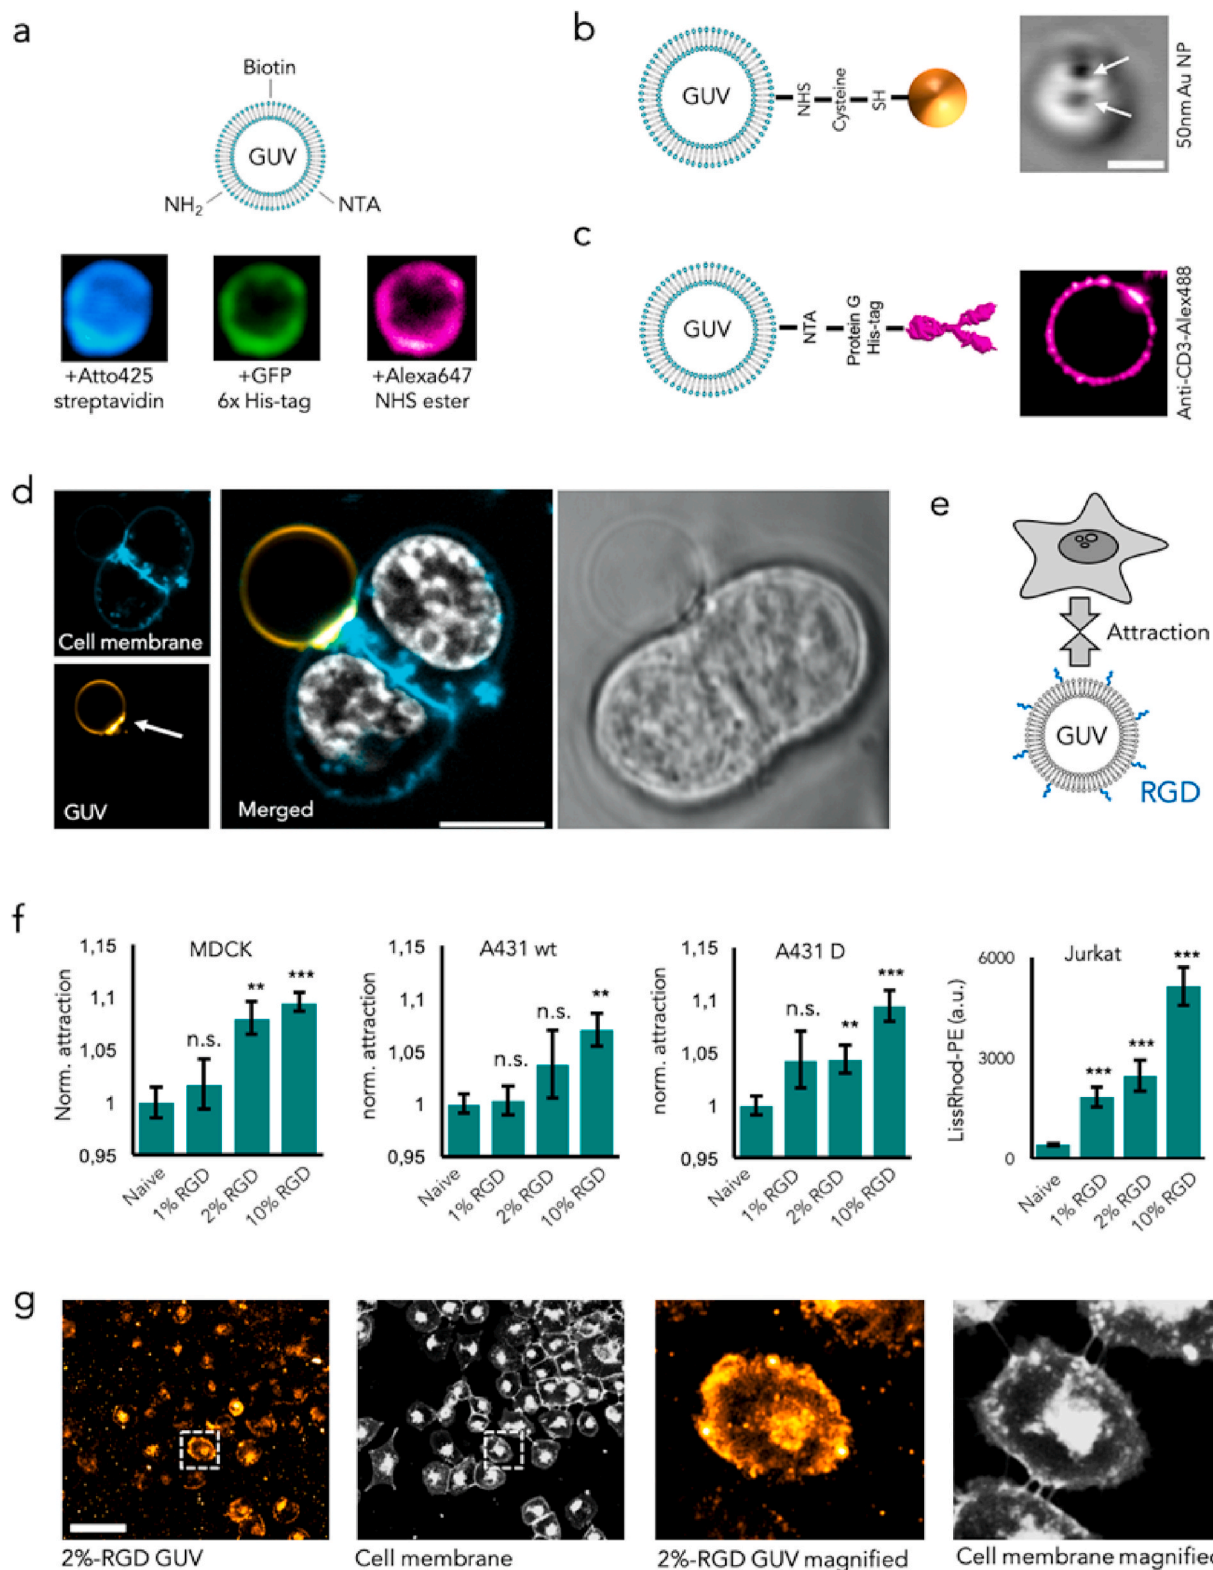 a
Biotin
GUV
NH2
NTA
+Atto425
streptavidin
+GFP
6x His-tag
+Alexa647
NHS ester
b
GUV
NHS
Cysteine
SH
50nm Au NP
c
GUV
NTA
Protein G
His-tag
Anti-CD3-Alex488
d
Cell membrane
GUV
Merged
e
Attraction
GUV
RGD
f
MDCK
Norm. attraction
1,15
1,1
1,05
1
0,95
n.s.
**
***
Naive
1% RGD
2% RGD
10% RGD
A431 wt
norm. attraction
1,15
1,1
1,05
1
0,95
n.s.
n.s.
**
Naive
1% RGD
2% RGD
10% RGD
A431 D
norm. attraction
1,15
1,1
1,05
1
0,95
n.s.
**
***
Naive
1% RGD
2% RGD
10% RGD
Jurkat
LissRhod-PE (a.u.)
6000
3000
0
***
***
***
Naive
1% RGD
2% RGD
10% RGD
g
2%-RGD GUV
Cell membrane
2%-RGD GUV magnified
Cell membrane magnified